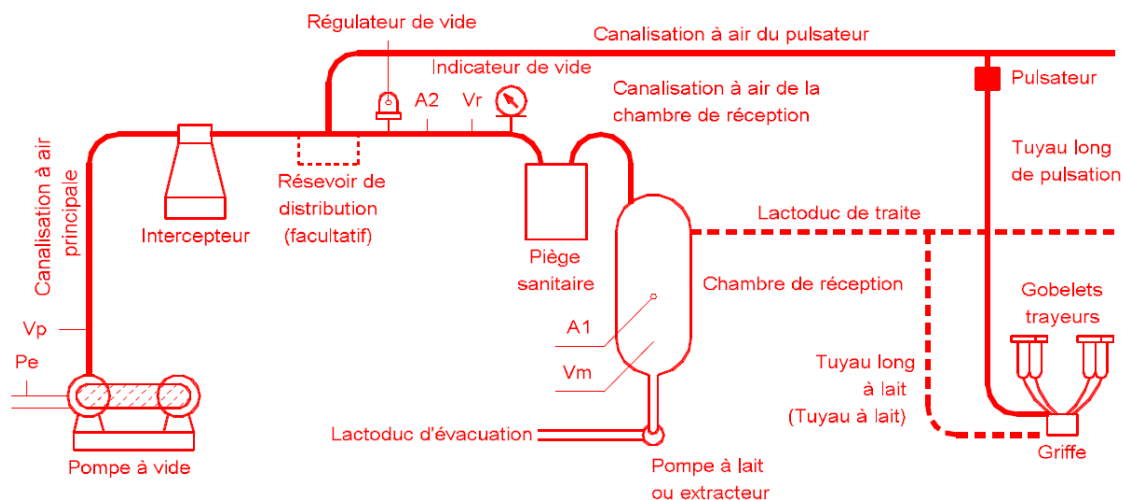 Régulateur de vide
Canalisation à air du pulsateur
Indicateur de vide
Pulsateur
Canalisation à air de la
chambre de réception
A2
Vr
Tuyau long
de pulsation
Canalisation à air
principale
Intercepteur
Résevoir de
distribution
(facultatif)
Piège
sanitaire
Lactoduc de traite
Chambre de réception
Gobelets
trayeurs
Vp
A1
Pe
Vm
Tuyau long
à lait
(Tuyau à lait)
Lactoduc d'évacuation
Griffe
Pompe à vide
Pompe à lait
ou extracteur